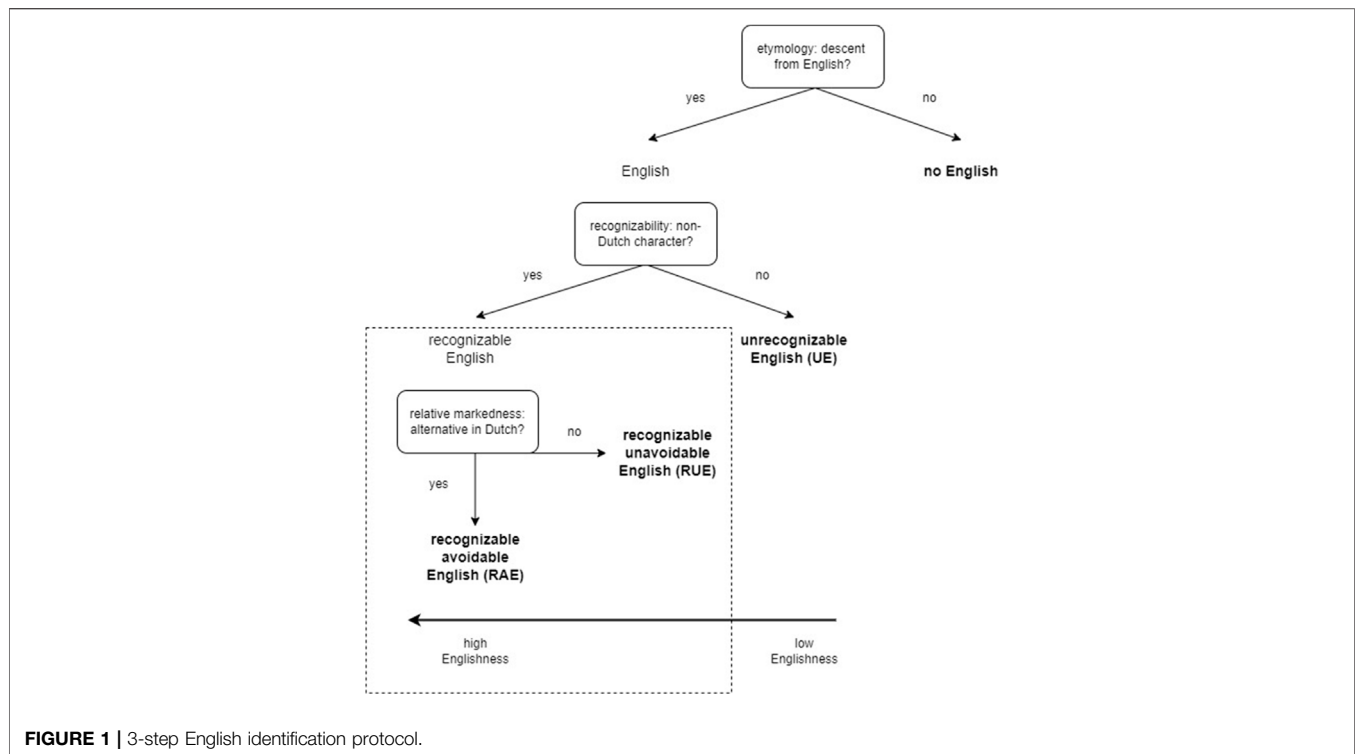 etymology: descent
from English?
yes
no
English
no English
recognizability: non-
Dutch character?
yes
no
recognizable
English
unrecognizable
English (UE)
relative markedness:
alternative in Dutch?
no
recognizable
unavoidable
English (RUE)
yes
recognizable
avoidable
English (RAE)
high
Englishness
low
Englishness
FIGURE 1 | 3-step English identification protocol.